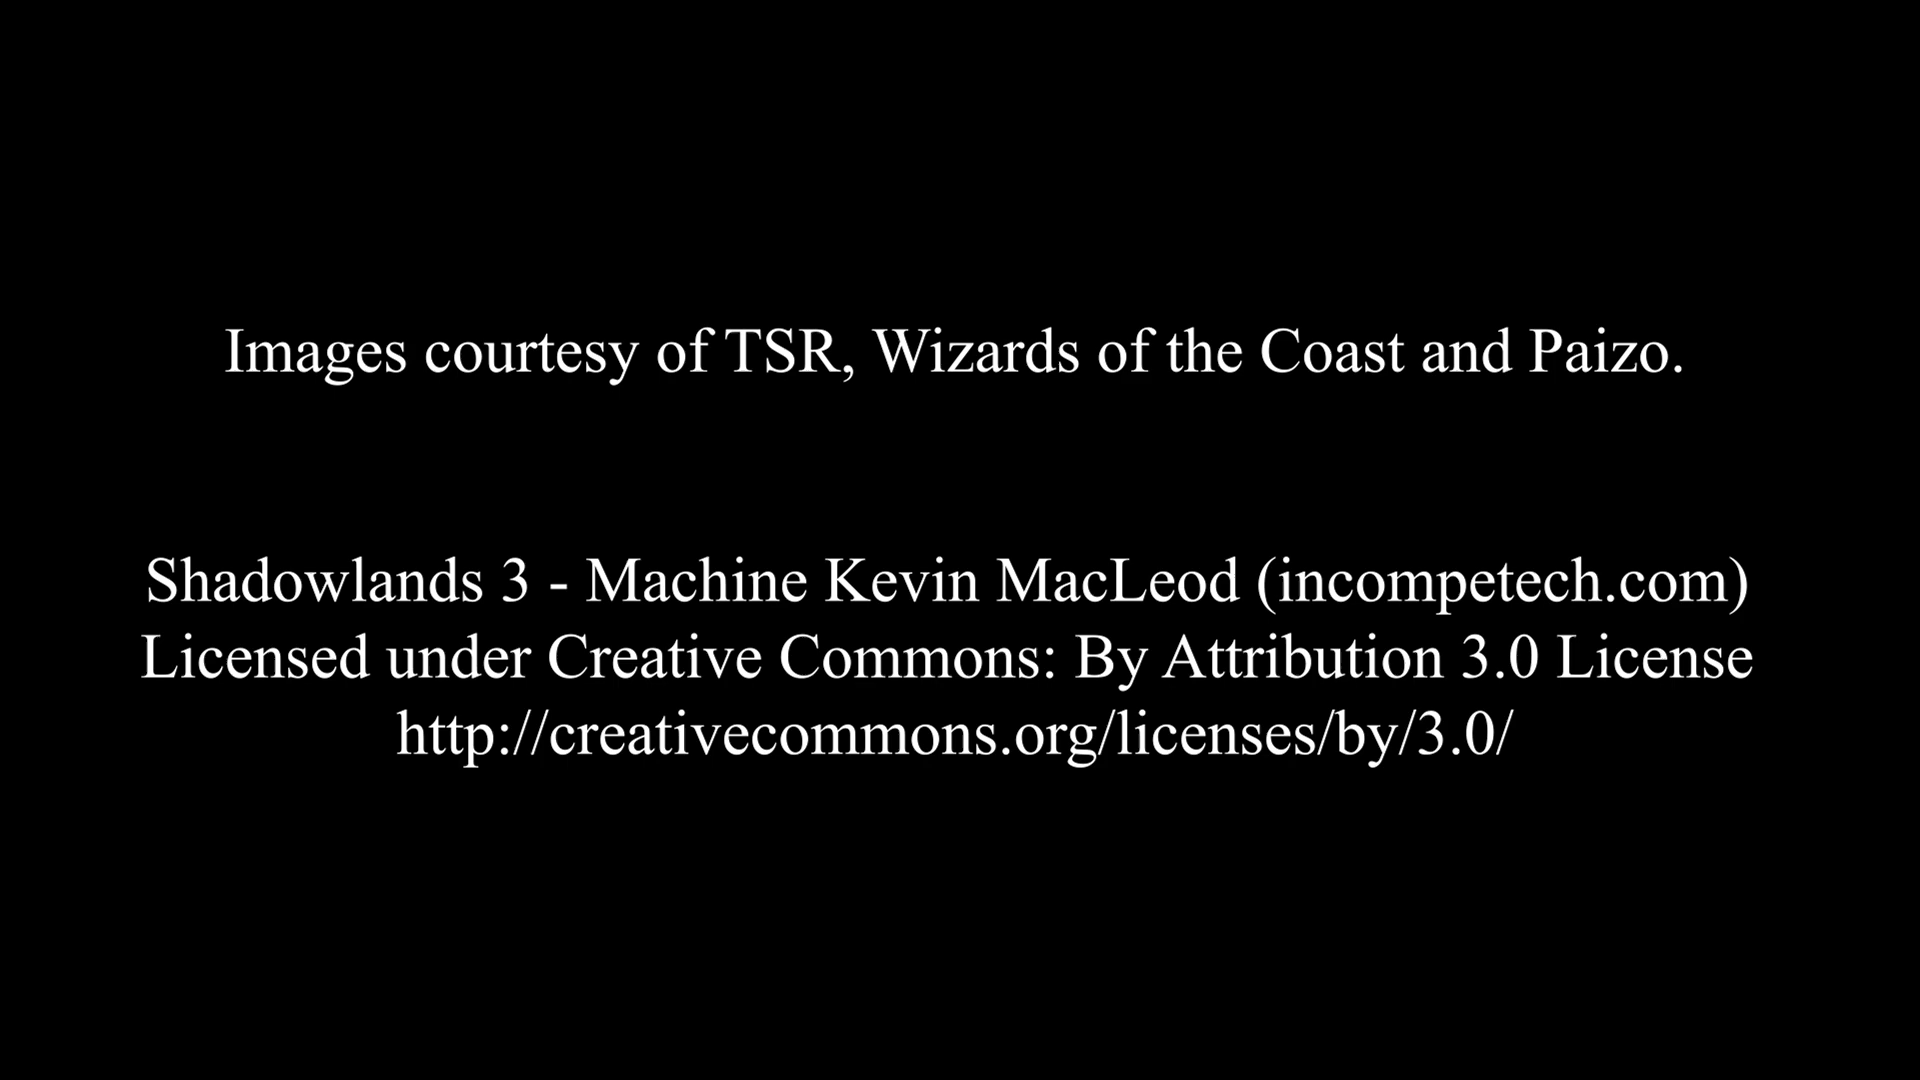 Images courtesy of TSR, Wizards of the Coast and Paizo.
Shadowlands 3 - Machine Kevin MacLeod (incompetech.com)
Licensed under Creative Commons: By Attribution 3.0 License
http://creativecommons.org/licenses/by/3.0/